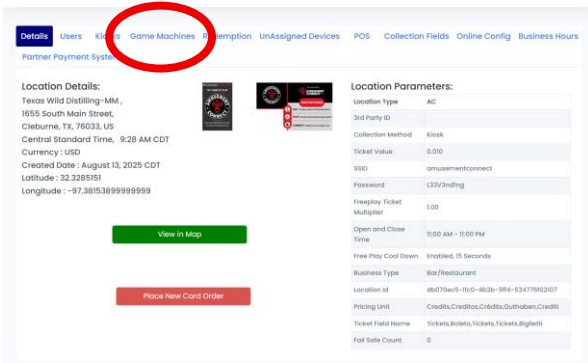 Details Users Kiosks Game Machines Redemption UnAssigned Devices POS Collection Fields Online Config Business Hours
Partner Payment System
Location Details:
Texas Wild Distilling-MM ,
1655 South Main Street,
Cleburne, TX, 76033, US
Central Standard Time, 9:28 AM CDT
Currency : USD
Created Date : August 13, 2025 CDT
Latitude : 32.3285151
Longitude : -97.38153899999999
AMUSEMENT
CONNECT
View in Map
Place New Card Order
Location Parameters:
Location Type AC
3rd Party ID
Collection Method Kiosk
Ticket Value 0.010
SSID amusementconnect
Password L33V3nd1ng
Freeplay Ticket
Multiplier 1.00
Open and Close
Time 11:00 AM - 11:00 PM
Free Play Cool Down Enabled, 15 Seconds
Business Type Bar/Restaurant
Location Id db070ec5-1fc0-4b2b-9ff4-534776f02107
Pricing Unit Credits,Creditos,Crédits,Guthaben,Crediti
Ticket Field Name Tickets,Boleto,Tickets,Tickets,Biglietti
Fail Safe Count 0